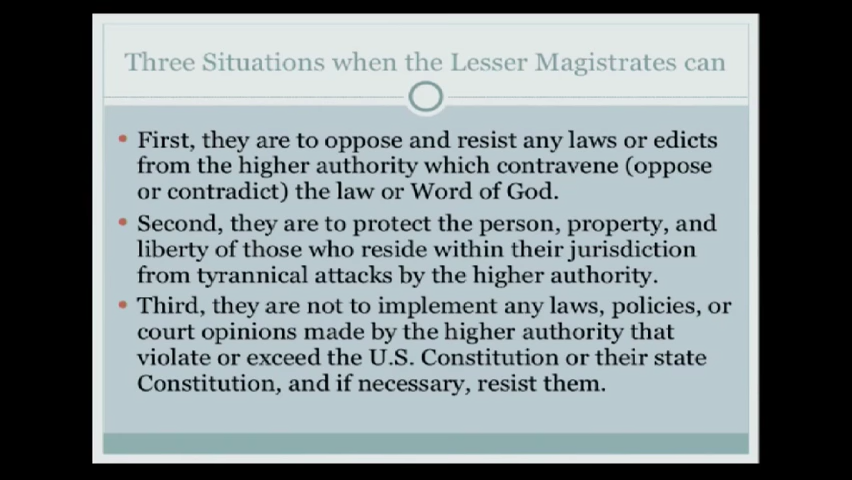 Three Situations when the Lesser Magistrates can
• First, they are to oppose and resist any laws or edicts
from the higher authority which contravene (oppose
or contradict) the law or Word of God.
• Second, they are to protect the person, property, and
liberty of those who reside within their jurisdiction
from tyrannical attacks by the higher authority.
• Third, they are not to implement any laws, policies, or
court opinions made by the higher authority that
violate or exceed the U.S. Constitution or their state
Constitution, and if necessary, resist them.